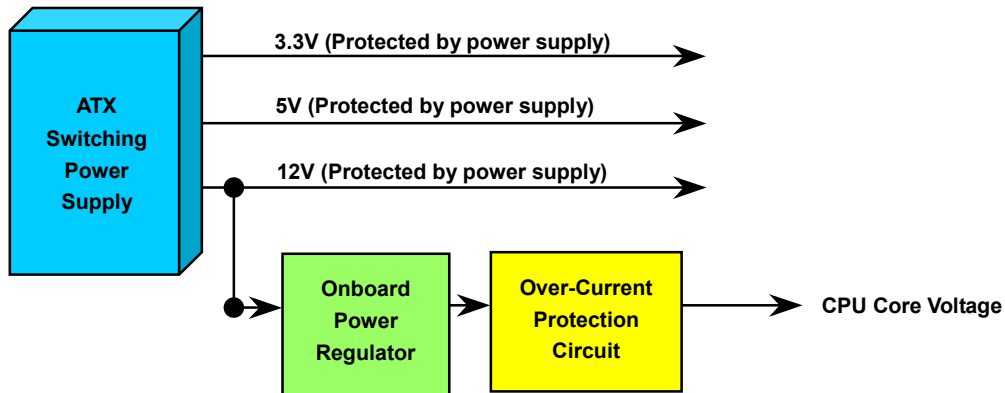 3.3V (Protected by power supply)
ATX
Switching
Power
Supply
5V (Protected by power supply)
12V (Protected by power supply)
Onboard
Power
Regulator
Over-Current
Protection
Circuit
CPU Core Voltage